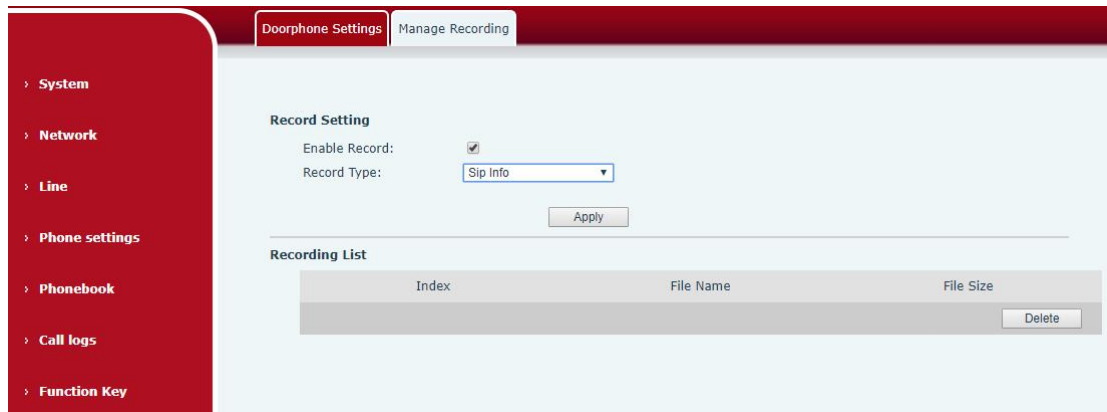 Doorphone Settings Manage Recording
› System
› Network
› Line
› Phone settings
› Phonebook
› Call logs
› Function Key
Record Setting
Enable Record:
Record Type: Sip Info
Apply
Recording List
Index File Name File Size
Delete